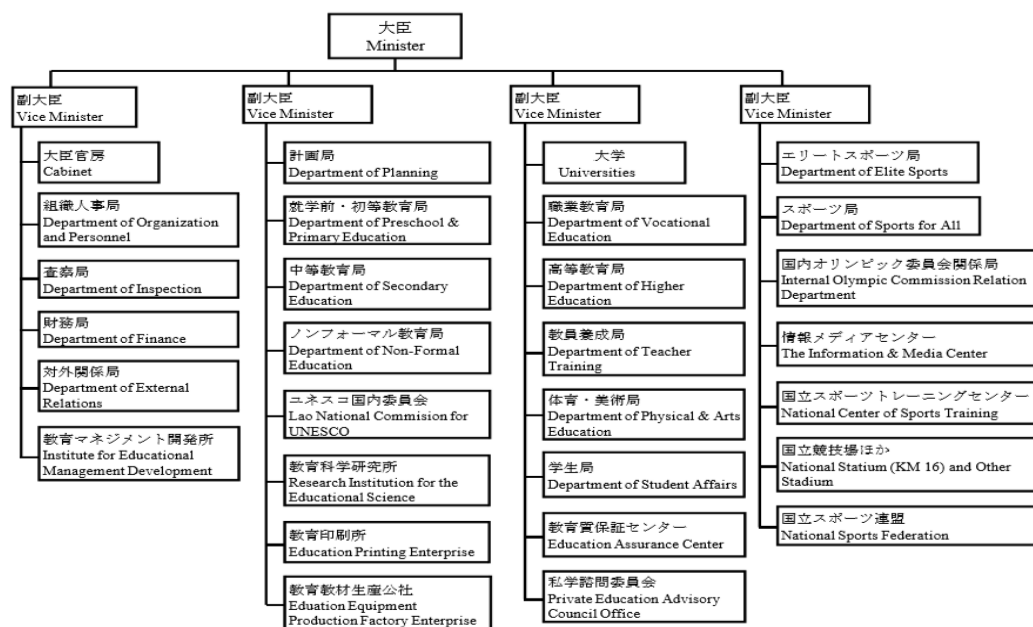 大臣
Minister
副大臣
Vice Minister
大臣官房
Cabinet
組織人事局
Department of Organization
and Personnel
査察局
Department of Inspection
財務局
Department of Finance
対外関係局
Department of External
Relations
教育マネジメント開発所
Institute for Educational
Management Development
副大臣
Vice Minister
計画局
Department of Planning
就学前・初等教育局
Department of Preschool &
Primary Education
中等教育局
Department of Secondary
Education
ノンフォーマル教育局
Department of Non-Formal
Education
ユネスコ国内委員会
Lao National Commision for
UNESCO
教育科学研究所
Research Institution for the
Educational Science
教育印刷所
Education Printing Enterprise
教育教材生産公社
Eduation Equipment
Production Factory Enterprise
副大臣
Vice Minister
大学
Universities
職業教育局
Department of Vocational
Education
高等教育局
Department of Higher
Education
教員養成局
Department of Teacher
Training
体育・美術局
Department of Physical & Arts
Education
学生局
Department of Student Affairs
教育質保証センター
Education Assurance Center
私学諮問委員会
Private Education Advisory
Council Office
副大臣
Vice Minister
エリートスポーツ局
Department of Elite Sports
スポーツ局
Department of Sports for All
国内オリンピック委員会関係局
Internal Olympic Commission Relation
Department
情報メディアセンター
The Information & Media Center
国立スポーツトレーニングセンター
National Center of Sports Training
国立競技場ほか
National Statium (KM 16) and Other
Stadium
国立スポーツ連盟
National Sports Federation